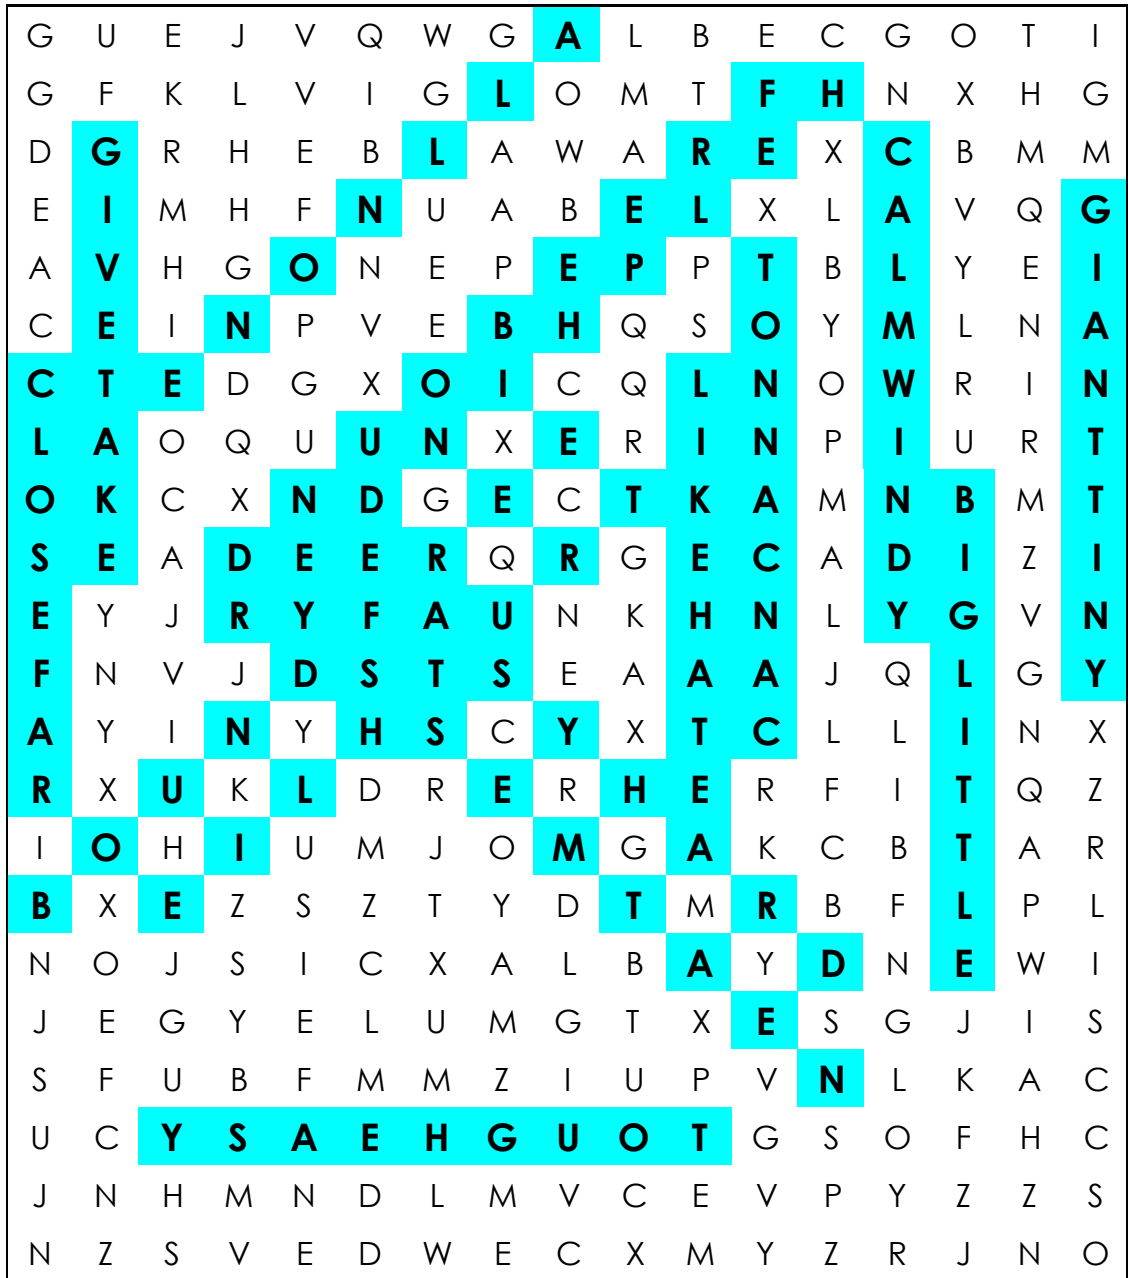 G U E J V Q W G A L B E C G O T I
G F K L V I G L O M T F H N X H G
D G R H E B L A W A R E X C B M M
E I M H F N U A B E L X L A V Q G
A V H G O N E P E P P T B L Y E I
C E I N P V E B H Q S O Y M L N A
C T E D G X O I C Q L N O W R I N
L A O Q U U N X E R I N P I U R T
O K C X N D G E C T K A M N B M T
S E A D E E R Q R G E C A D I Z I
E Y J R Y F A U N K H N L Y G V N
F N V J D S T S E A A A J Q L G Y
A Y I N Y H S C Y X T C L L I N X
R X U K L D R E R H E R F I T Q Z
I O H I U M J O M G A K C B T A R
B X E Z S Z T Y D T M R B F L P L
N O J S I C X A L B A Y D N E W I
J E G Y E L U M G T X E S G J I S
S F U B F M M Z I U P V N L K A C
U C Y S A E H G U O T G S O F H C
J N H M N D L M V C E V P Y Z Z S
N Z S V E D W E C X M Y Z R J N O